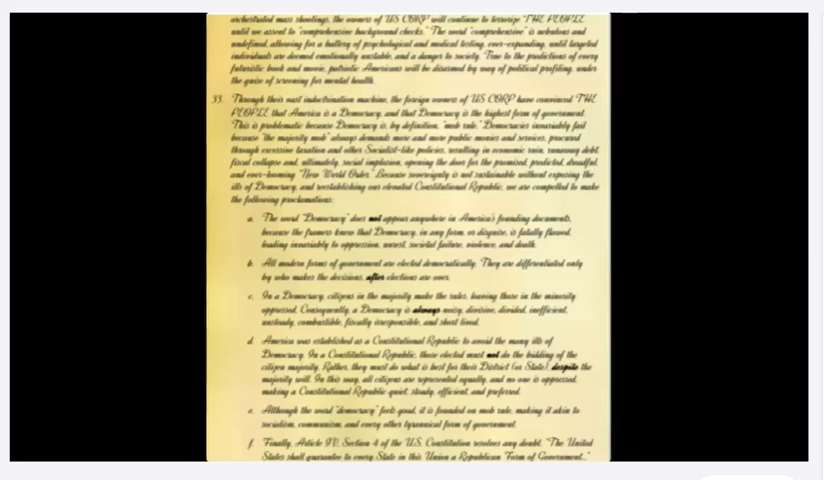 orchestrated mass shootings, the owners of US CORP will continue to terrorize "THE PEOPLE
until we assent to "comprehensive background checks." The word "comprehensive" is nebulous and
undefined, allowing for a battery of psychological and medical testing, ever-expanding, until targeted
individuals are deemed emotionally unstable, and a danger to society. True to the predictions of every
futuristic book and movie, patriotic Americans will be disarmed by way of political profiling, under
the guise of screening for mental health.
33. Through their vast indoctrination machine, the foreign owners of US CORP have convinced THE
PEOPLE that America is a Democracy, and that Democracy is the highest form of government.
This is problematic because Democracy is, by definition, "mob rule." Democracies invariably fail
because "the majority mob" always demands more and more public monies and services, procured
through excessive taxation and other Socialist-like policies, resulting in economic ruin, runaway debt,
fiscal collapse and, ultimately, social implosion, opening the door for the promised, predicted, dreadful,
and ever-looming "New World Order." Because sovereignty is not sustainable without exposing the
ills of Democracy, and reestablishing our elevated Constitutional Republic, we are compelled to make
the following proclamations:
a. The word "Democracy" does not appear anywhere in America's founding documents,
because the framers knew that Democracy, in any form, or disguise, is fatally flawed,
leading invariably to oppression, unrest, societal failure, violence, and death.
b. All modern forms of government are elected democratically. They are differentiated only
by who makes the decisions, after elections are over.
c. In a Democracy, citizens in the majority make the rules, leaving those in the minority
oppressed. Consequently, a Democracy is always noisy, divisive, divided, inefficient,
unsteady, combustible, fiscally irresponsible, and short lived.
d. America was established as a Constitutional Republic to avoid the many ills of
Democracy. In a Constitutional Republic, those elected must not do the bidding of the
citizen majority. Rather, they must do what is best for their District (or State), despite the
majority will. In this way, all citizens are represented equally, and no one is oppressed,
making a Constitutional Republic quiet, steady, efficient, and preferred.
e. Although the word "democracy" feels good, it is founded on mob rule, making it akin to
socialism, communism, and every other tyrannical form of government.
f. Finally, Article IV, Section 4 of the U.S. Constitution resolves any doubt: "The United
States shall guarantee to every State in this Union a Republican Form of Government..."